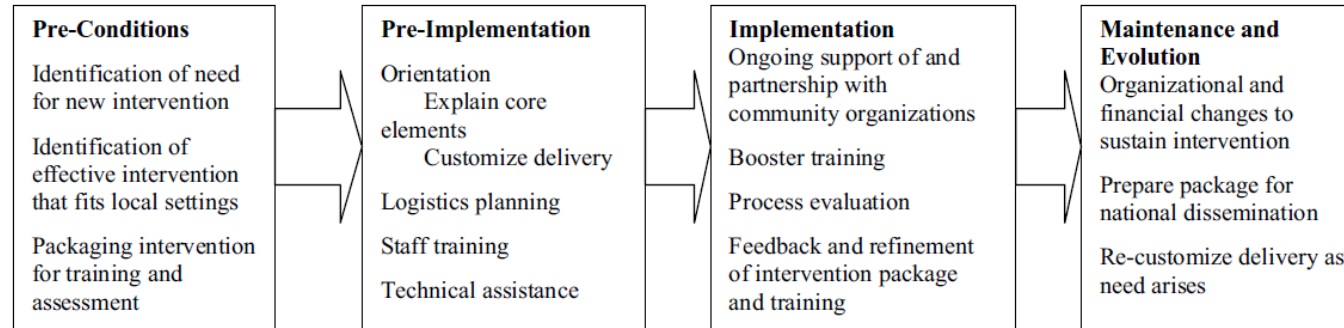 Pre-Conditions
Identification of need
for new intervention
Identification of
effective intervention
that fits local settings
Packaging intervention
for training and
assessment
Pre-Implementation
Orientation
Explain core
elements
Customize delivery
Logistics planning
Staff training
Technical assistance
Implementation
Ongoing support of and
partnership with
community organizations
Booster training
Process evaluation
Feedback and refinement
of intervention package
and training
Maintenance and
Evolution
Organizational and
financial changes to
sustain intervention
Prepare package for
national dissemination
Re-customize delivery as
need arises